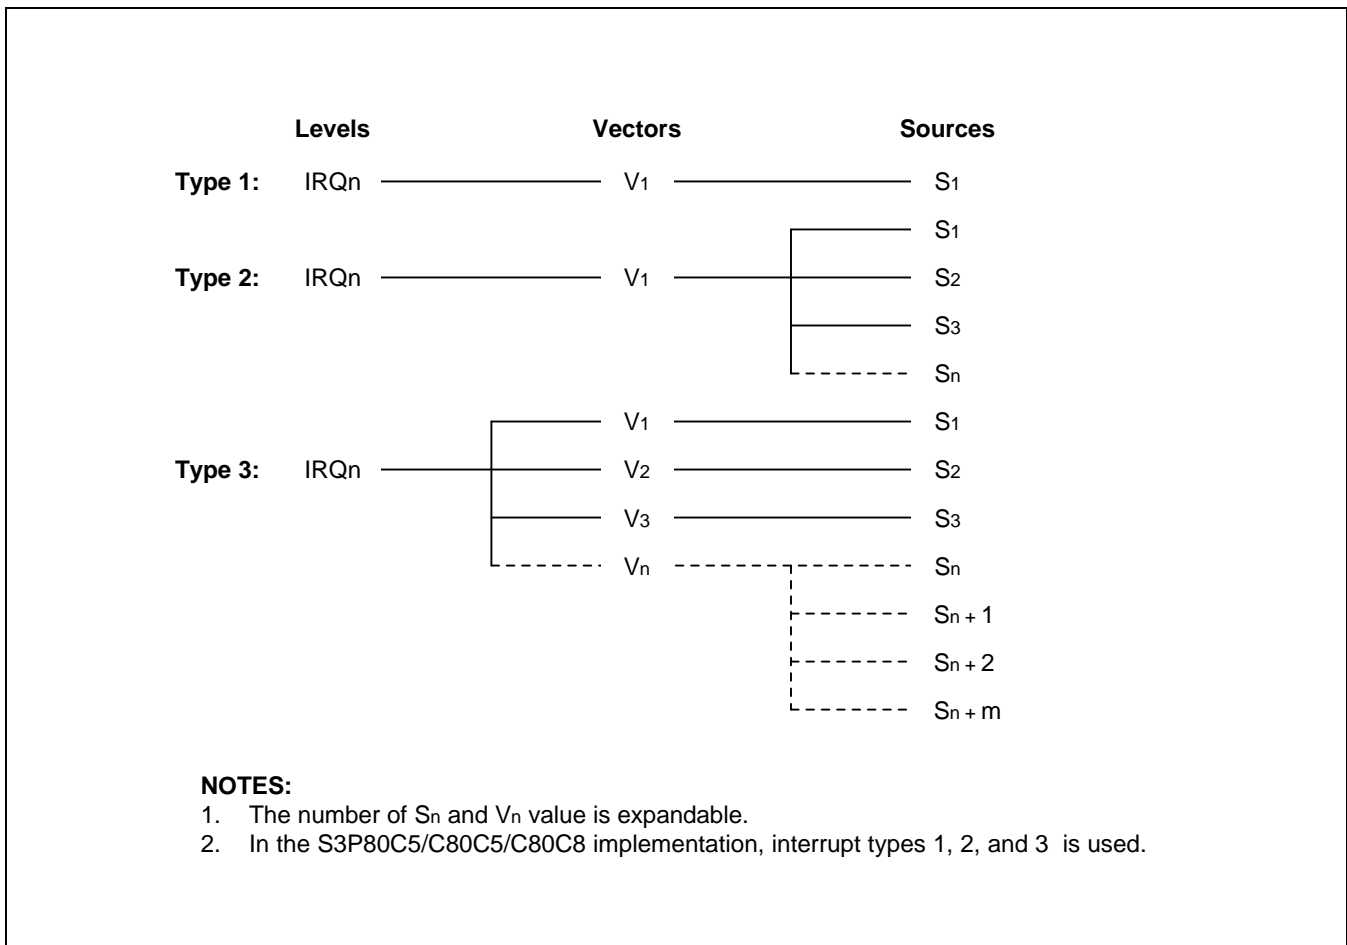 Levels Vectors Sources
Type 1: IRQn V1 S1
S1
Type 2: IRQn V1 S2
S3
Sn
V1 S1
Type 3: IRQn V2 S2
V3 S3
Vn Sn
Sn + 1
Sn + 2
Sn + m
NOTES:
1. The number of Sn and Vn value is expandable.
2. In the S3P80C5/C80C5/C80C8 implementation, interrupt types 1, 2, and 3 is used.